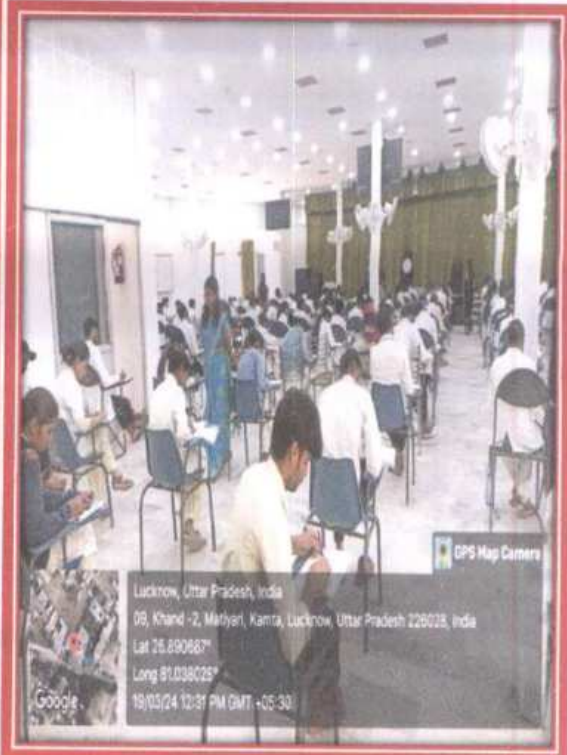 GPS Map Camera
Lucknow, Uttar Pradesh, India
09, Khand -2, Matiyari, Kamta, Lucknow, Uttar Pradesh 226028, India
Lat 26.890687°
Long 81.038025°
19/03/24 12:31 PM GMT +05:30
Google